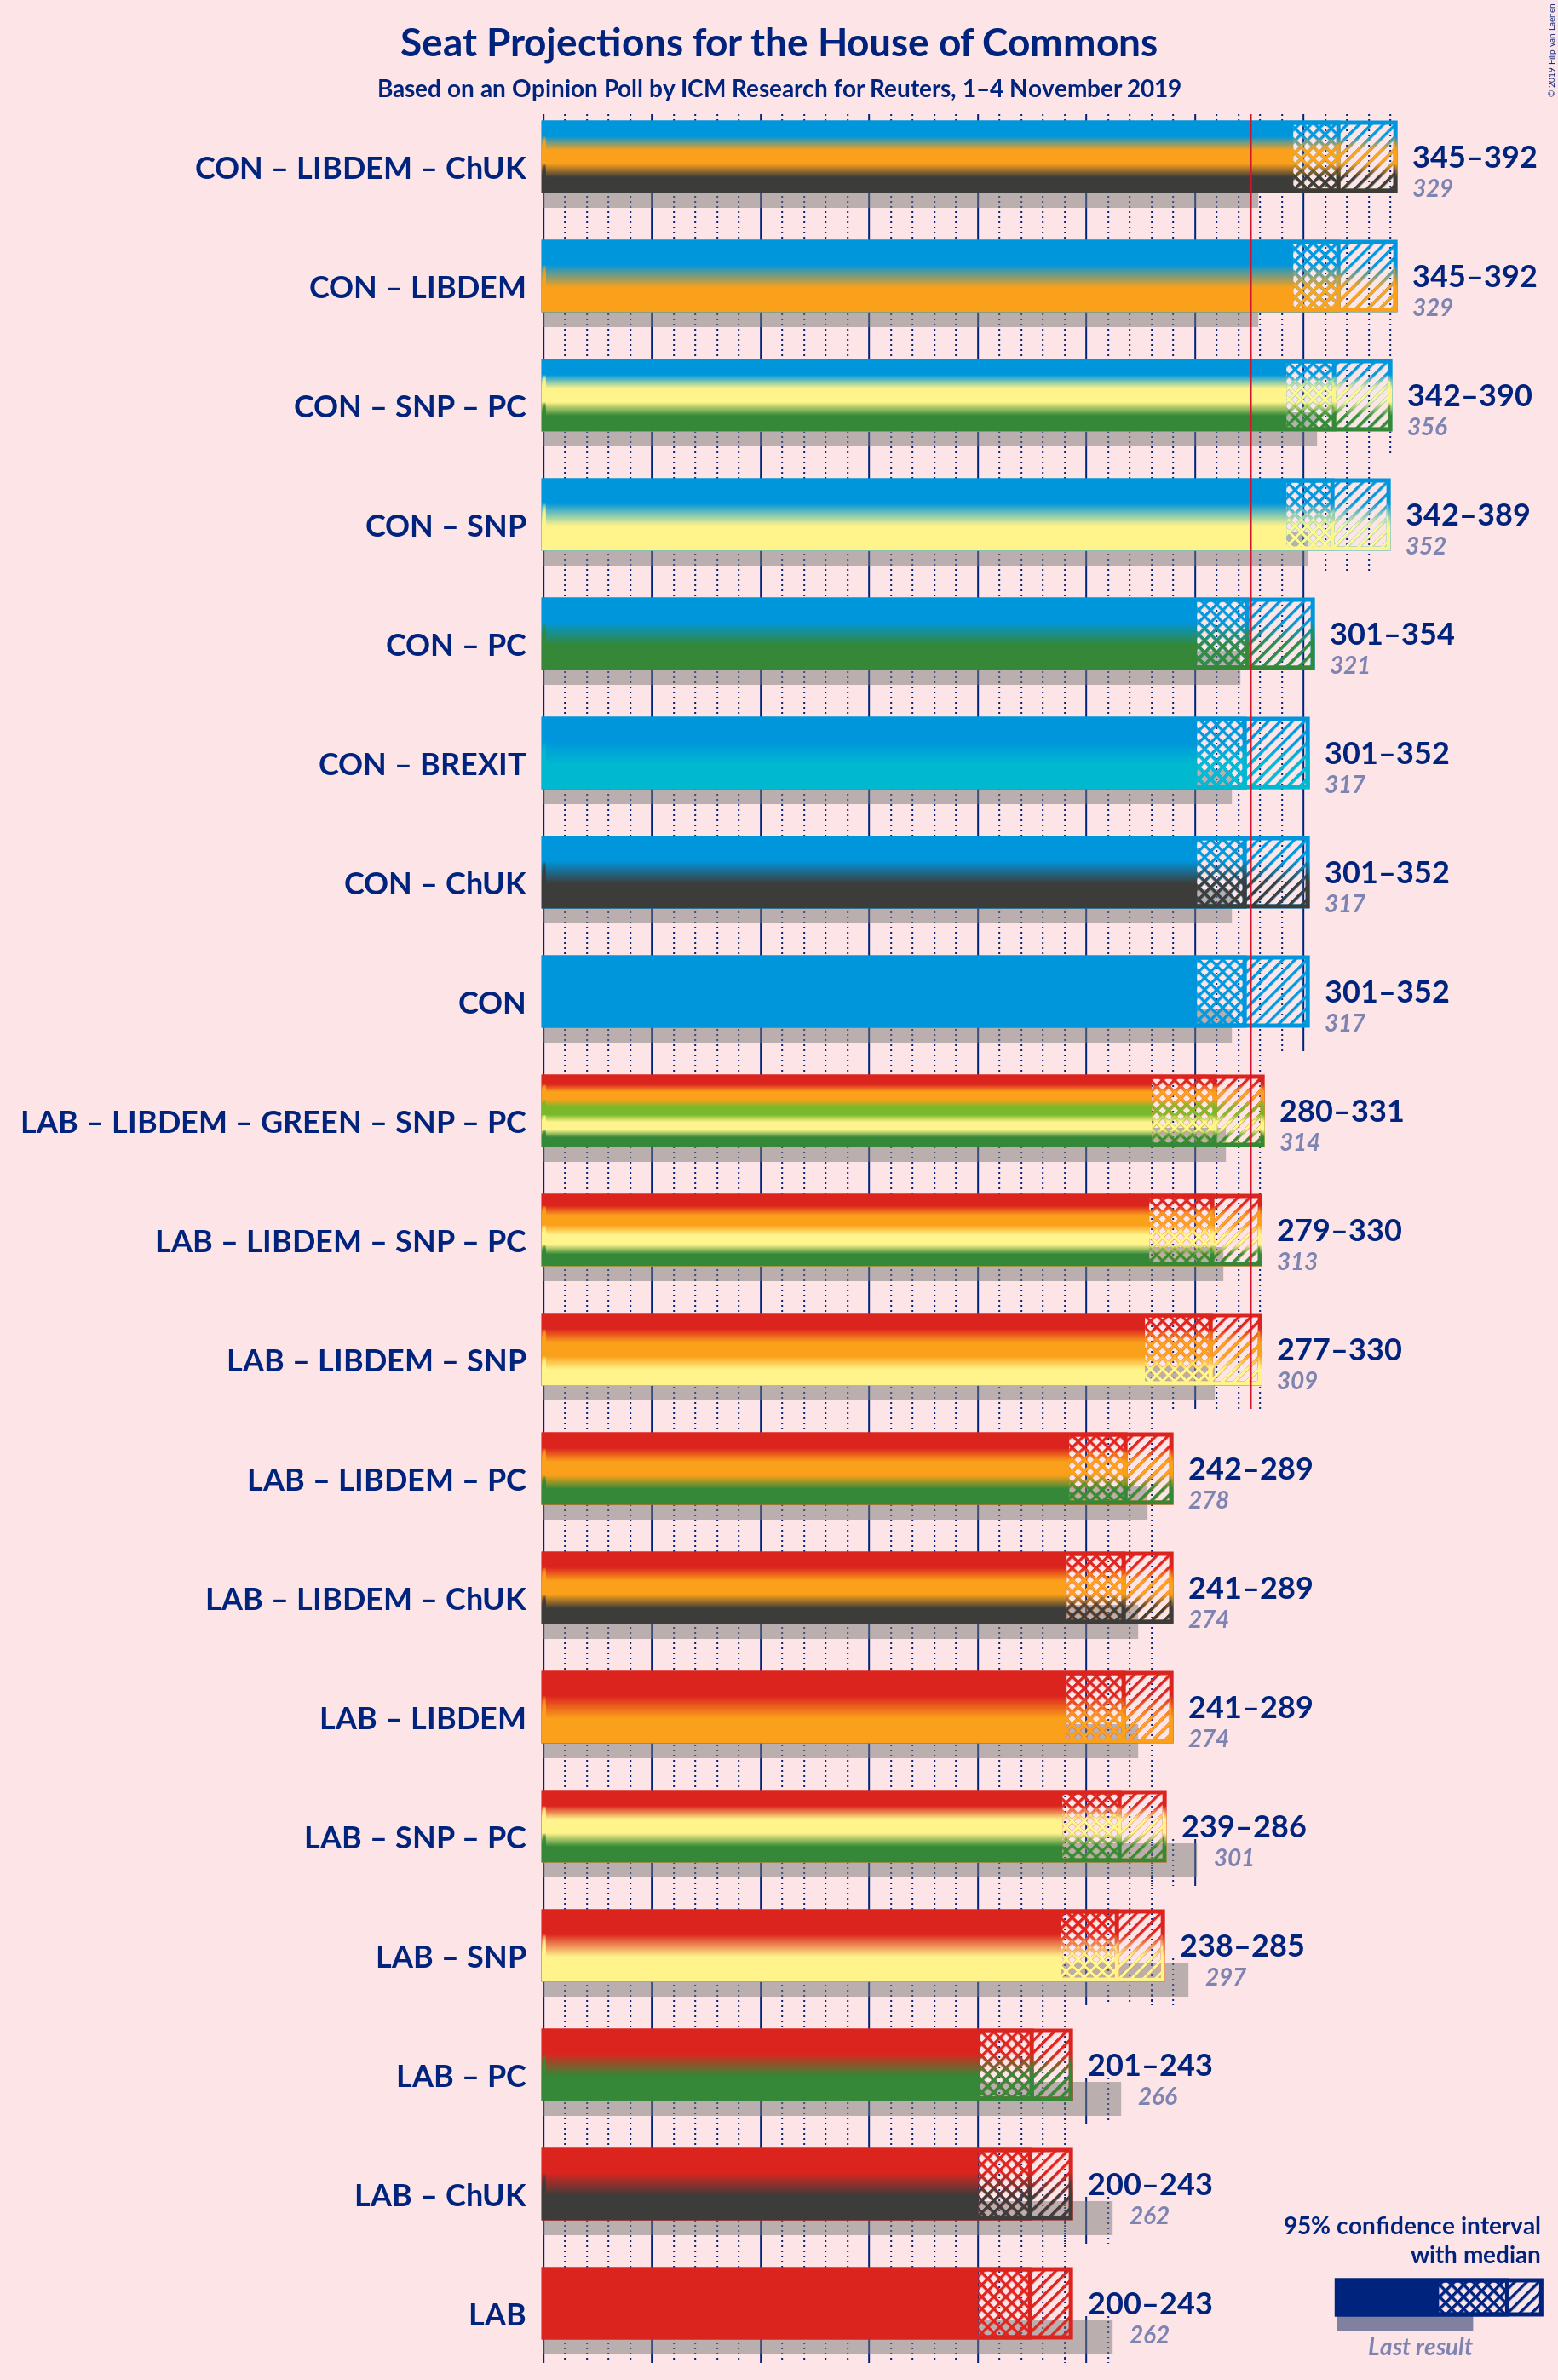 Seat Projections for the House of Commons
Based on an Opinion Poll by ICM Research for Reuters, 1–4 November 2019
© 2019 Filip van Laenen
CON – LIBDEM – ChUK
345–392
329
CON – LIBDEM
345–392
329
CON – SNP – PC
342–390
356
CON – SNP
342–389
352
CON – PC
301–354
321
CON – BREXIT
301–352
317
CON – ChUK
301–352
317
CON
301–352
317
LAB – LIBDEM – GREEN – SNP – PC
280–331
314
LAB – LIBDEM – SNP – PC
279–330
313
LAB – LIBDEM – SNP
277–330
309
LAB – LIBDEM – PC
242–289
278
LAB – LIBDEM – ChUK
241–289
274
LAB – LIBDEM
241–289
274
LAB – SNP – PC
239–286
301
LAB – SNP
238–285
297
LAB – PC
201–243
266
LAB – ChUK
200–243
262
LAB
200–243
262
95% confidence interval
with median
Last result